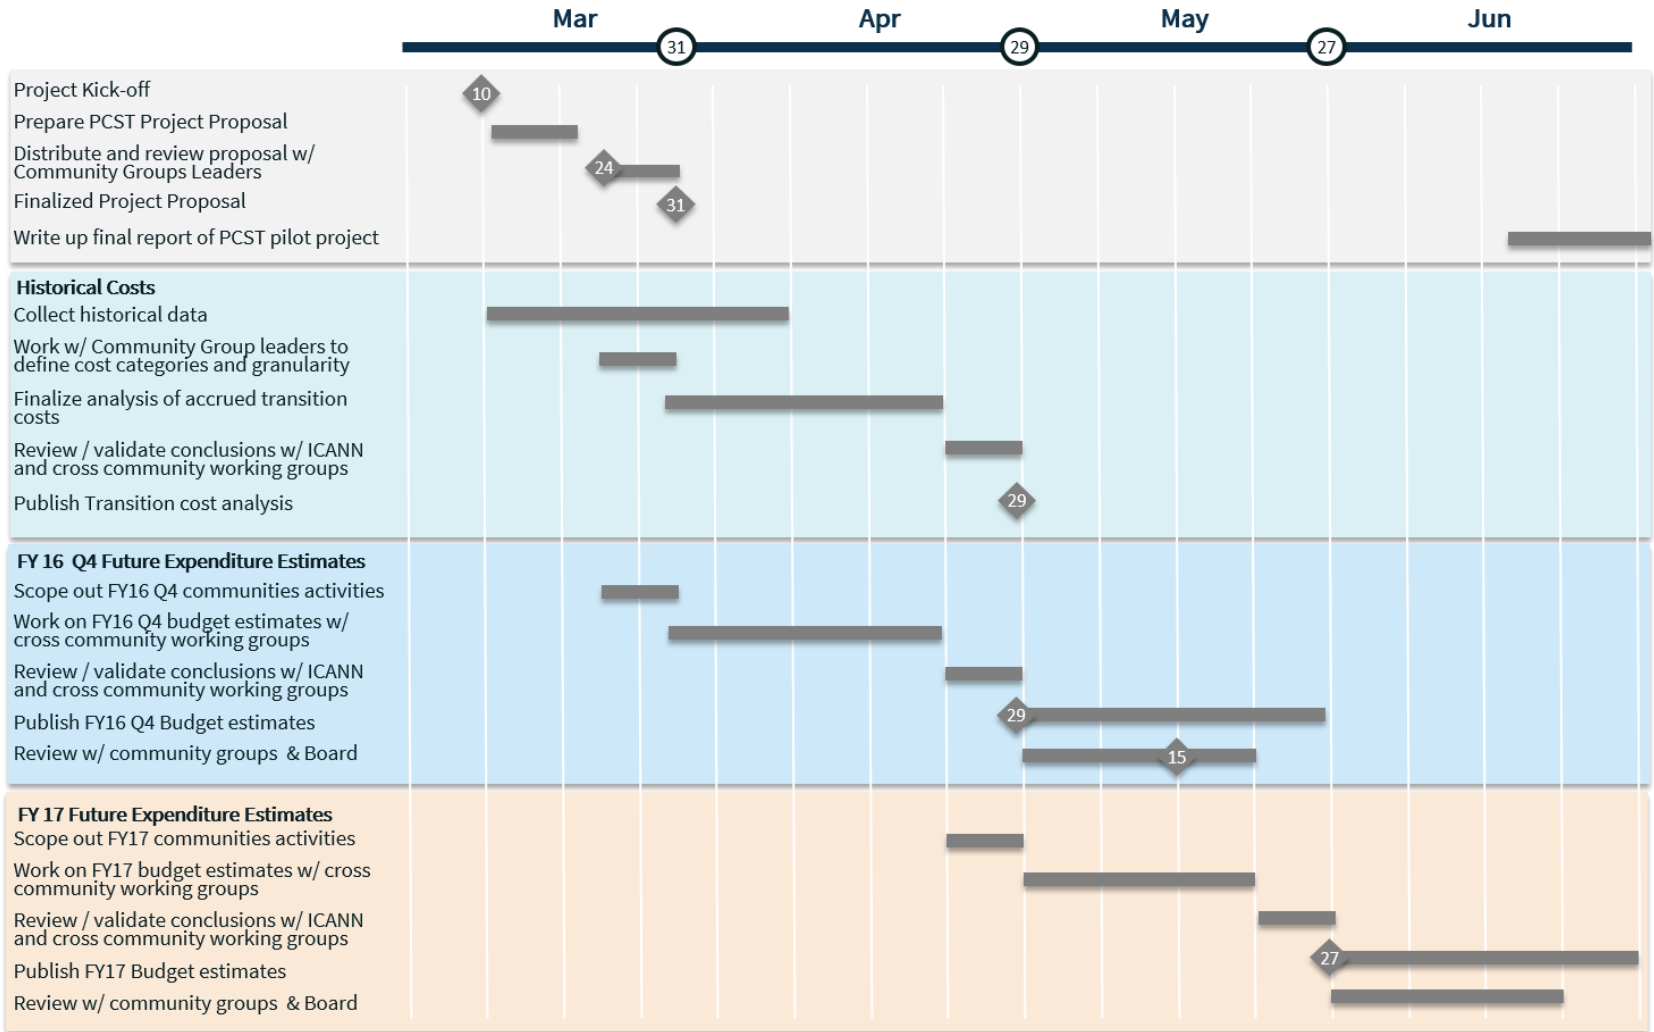 Mar Apr May Jun
31 29 27
Project Kick-off
10
Prepare PCST Project Proposal
Distribute and review proposal w/
Community Groups Leaders
24
Finalized Project Proposal
31
Write up final report of PCST pilot project
Historical Costs
Collect historical data
Work w/ Community Group leaders to
define cost categories and granularity
Finalize analysis of accrued transition
costs
Review / validate conclusions w/ ICANN
and cross community working groups
Publish Transition cost analysis
29
FY 16 Q4 Future Expenditure Estimates
Scope out FY16 Q4 communities activities
Work on FY16 Q4 budget estimates w/
cross community working groups
Review / validate conclusions w/ ICANN
and cross community working groups
Publish FY16 Q4 Budget estimates
29
Review w/ community groups & Board
15
FY 17 Future Expenditure Estimates
Scope out FY17 communities activities
Work on FY17 budget estimates w/ cross
community working groups
Review / validate conclusions w/ ICANN
and cross community working groups
Publish FY17 Budget estimates
27
Review w/ community groups & Board